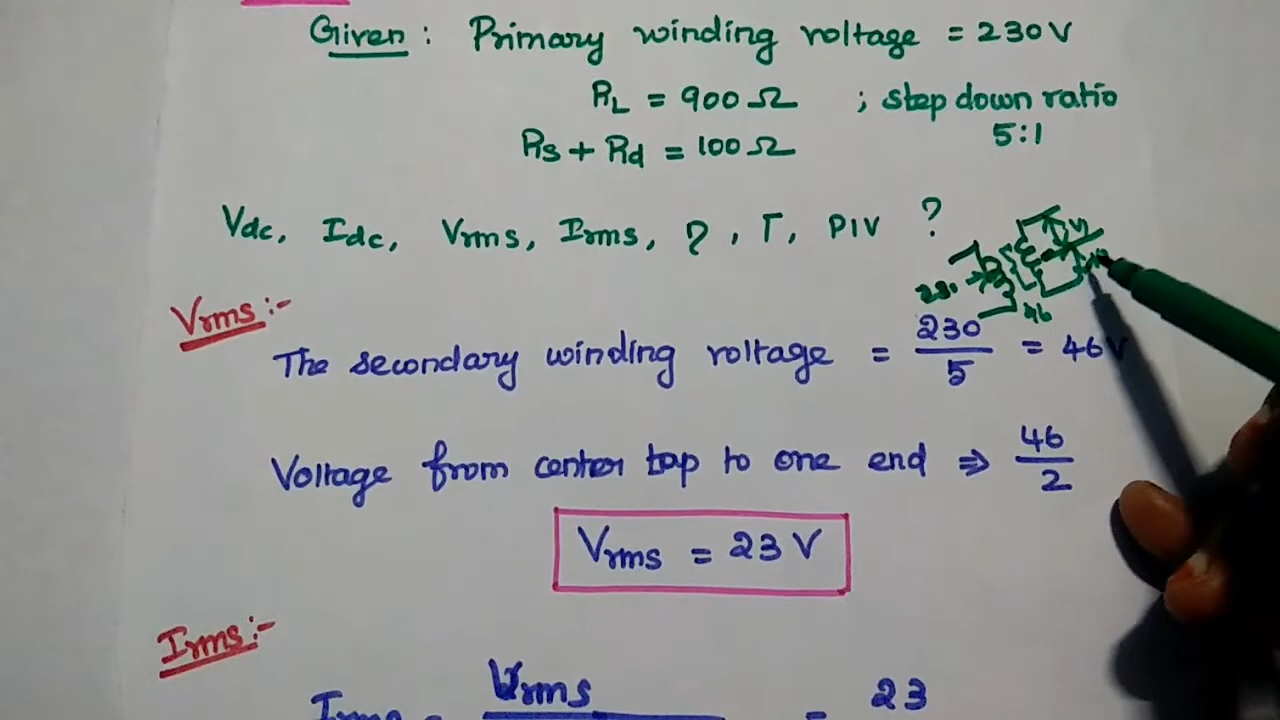 Given : Primary winding voltage = 230V
RL = 900Ω ; step down ratio
5:1
Rs + Rd = 100Ω
Vdc, Idc, Vrms, Irms, η, Γ, PIV ?
230
46
Vrms:-
The secondary winding voltage = 230/5 = 46V
Voltage from center tap to one end ⇒ 46/2
Vrms = 23 V
Irms:-
Irms = Vrms = 23